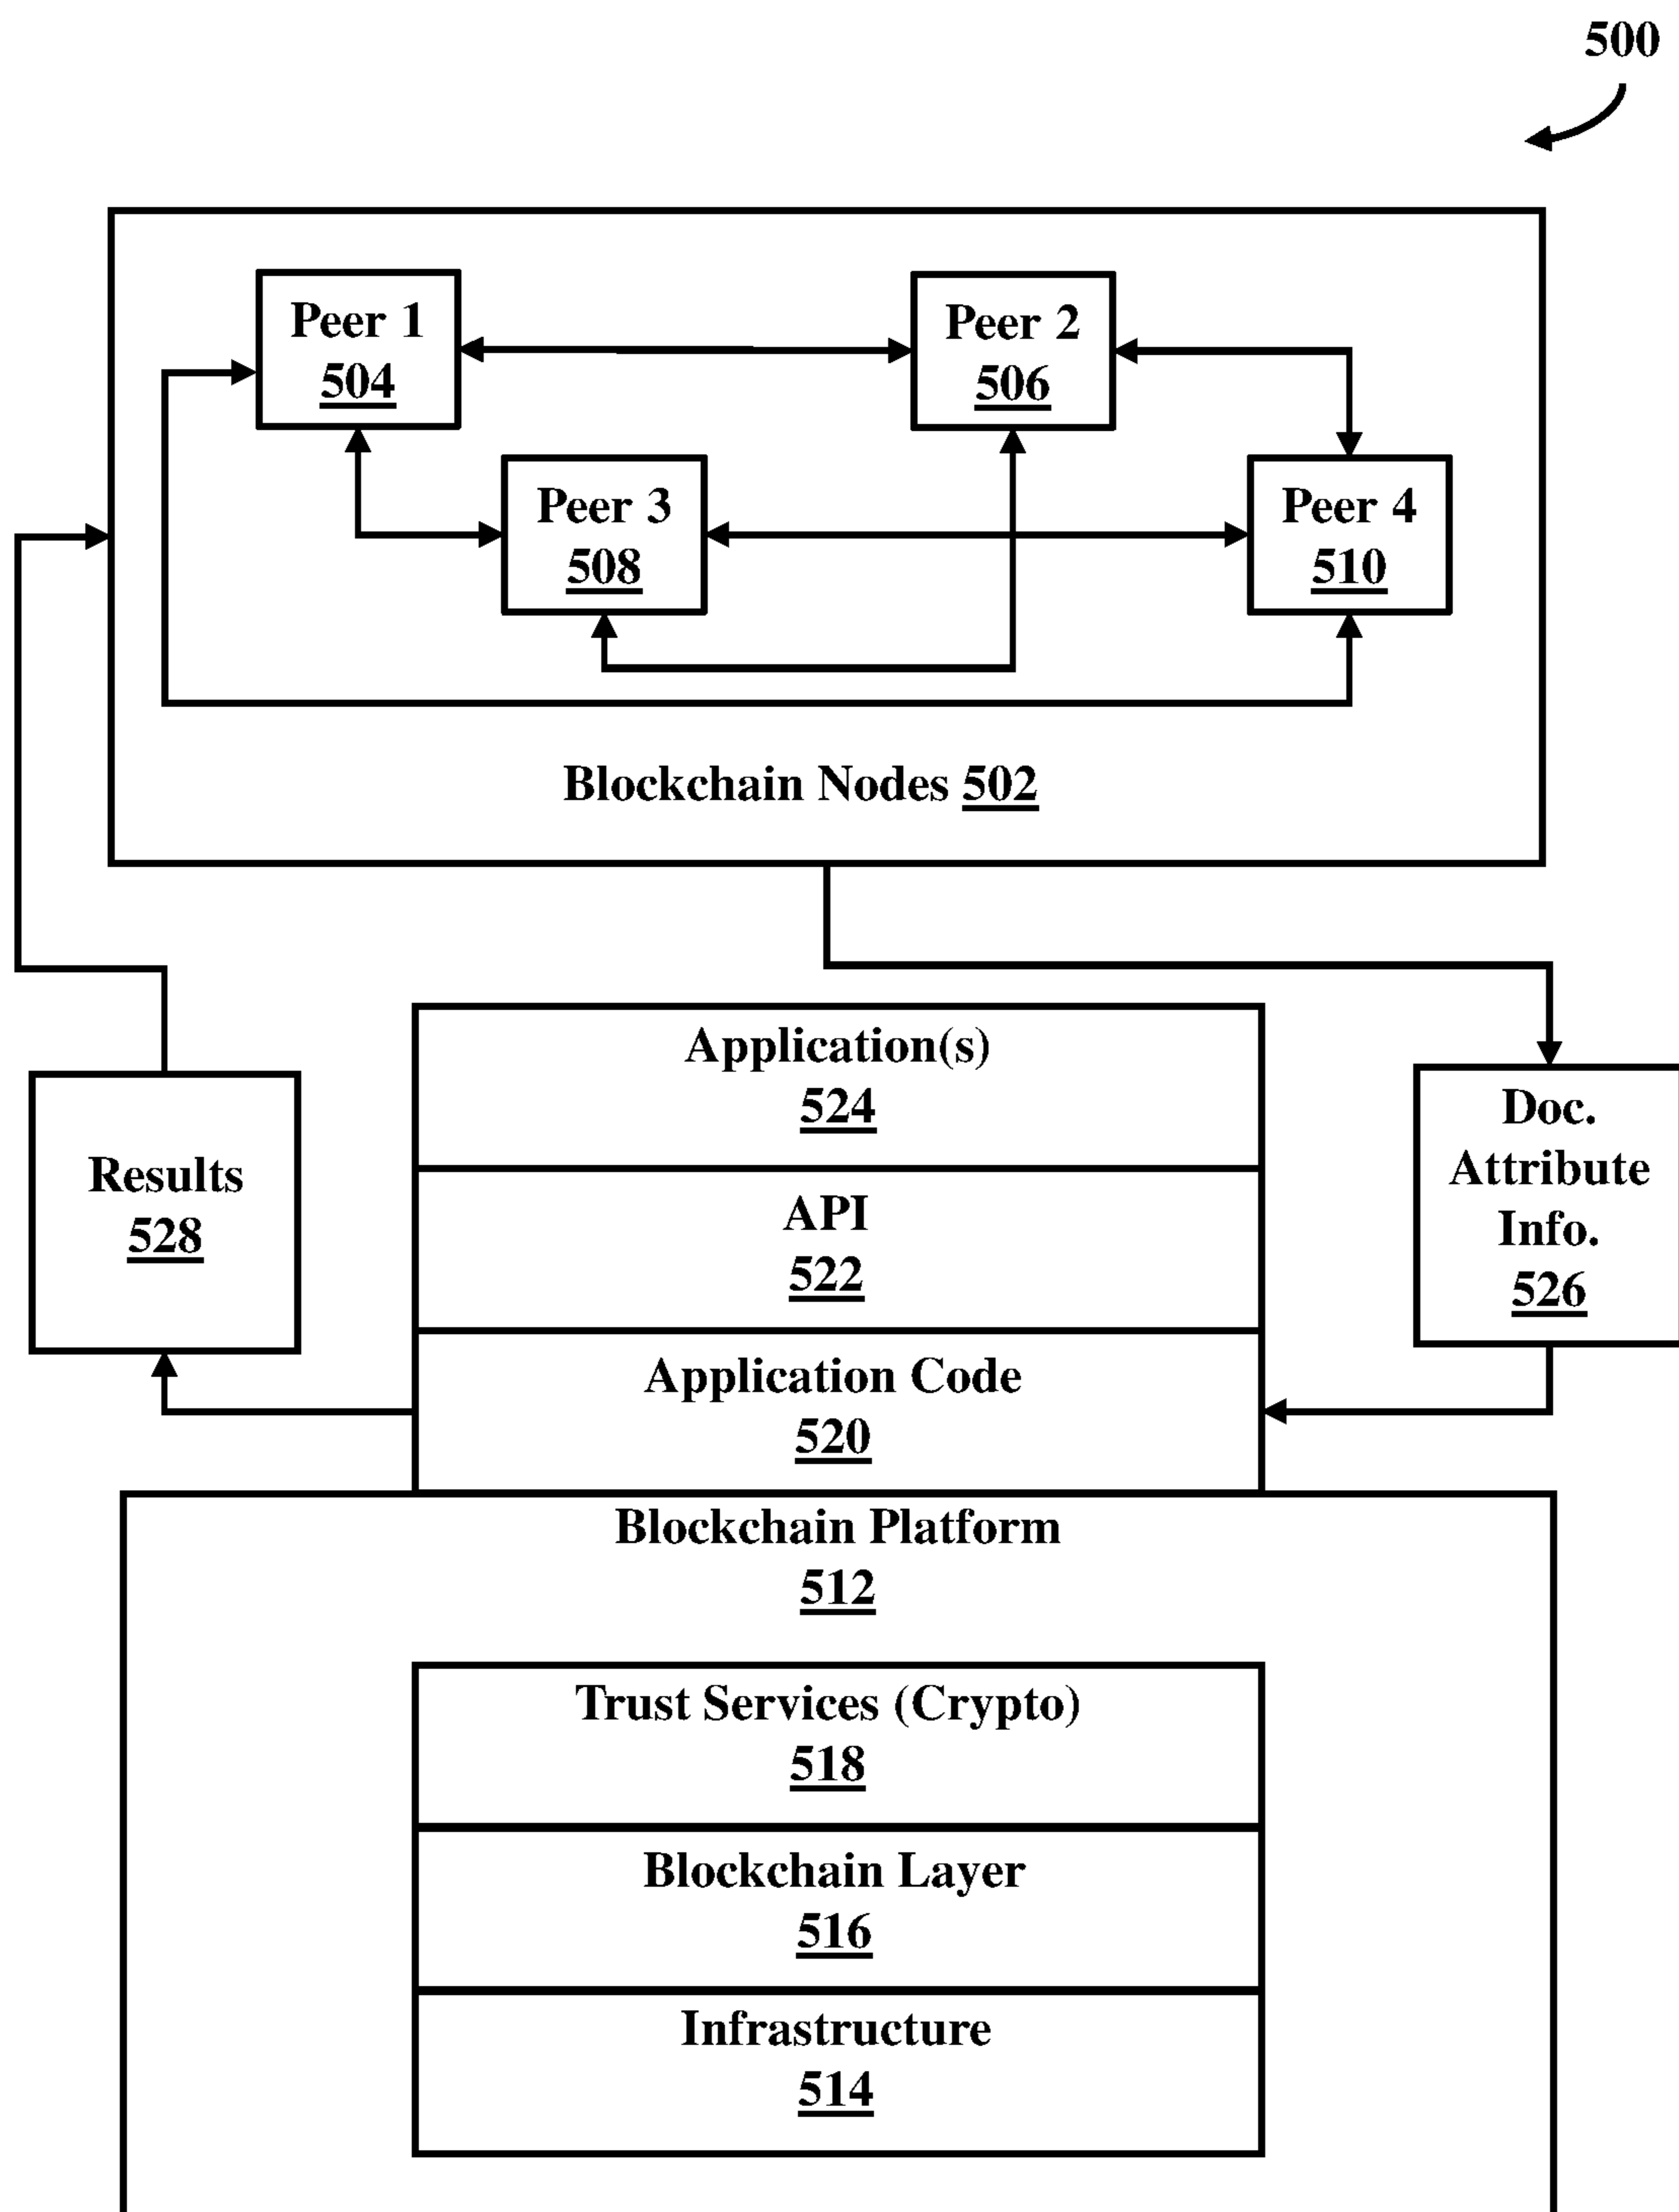 500
Peer 1
504
Peer 2
506
Peer 3
508
Peer 4
510
Blockchain Nodes 502
Application(s)
524
API
522
Application Code
520
Results
528
Doc.
Attribute
Info.
526
Blockchain Platform
512
Trust Services (Crypto)
518
Blockchain Layer
516
Infrastructure
514